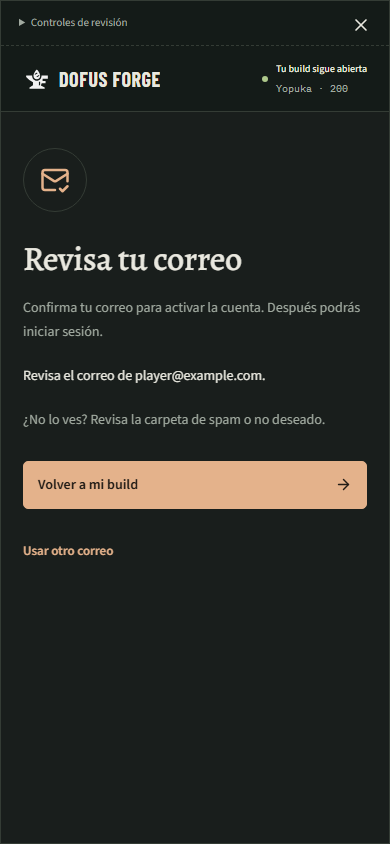 Controles de revisión
DOFUS FORGE
Tu build sigue abierta
Yopuka · 200
Revisa tu correo
Confirma tu correo para activar la cuenta. Después podrás
iniciar sesión.
Revisa el correo de player@example.com.
¿No lo ves? Revisa la carpeta de spam o no deseado.
Volver a mi build
Usar otro correo